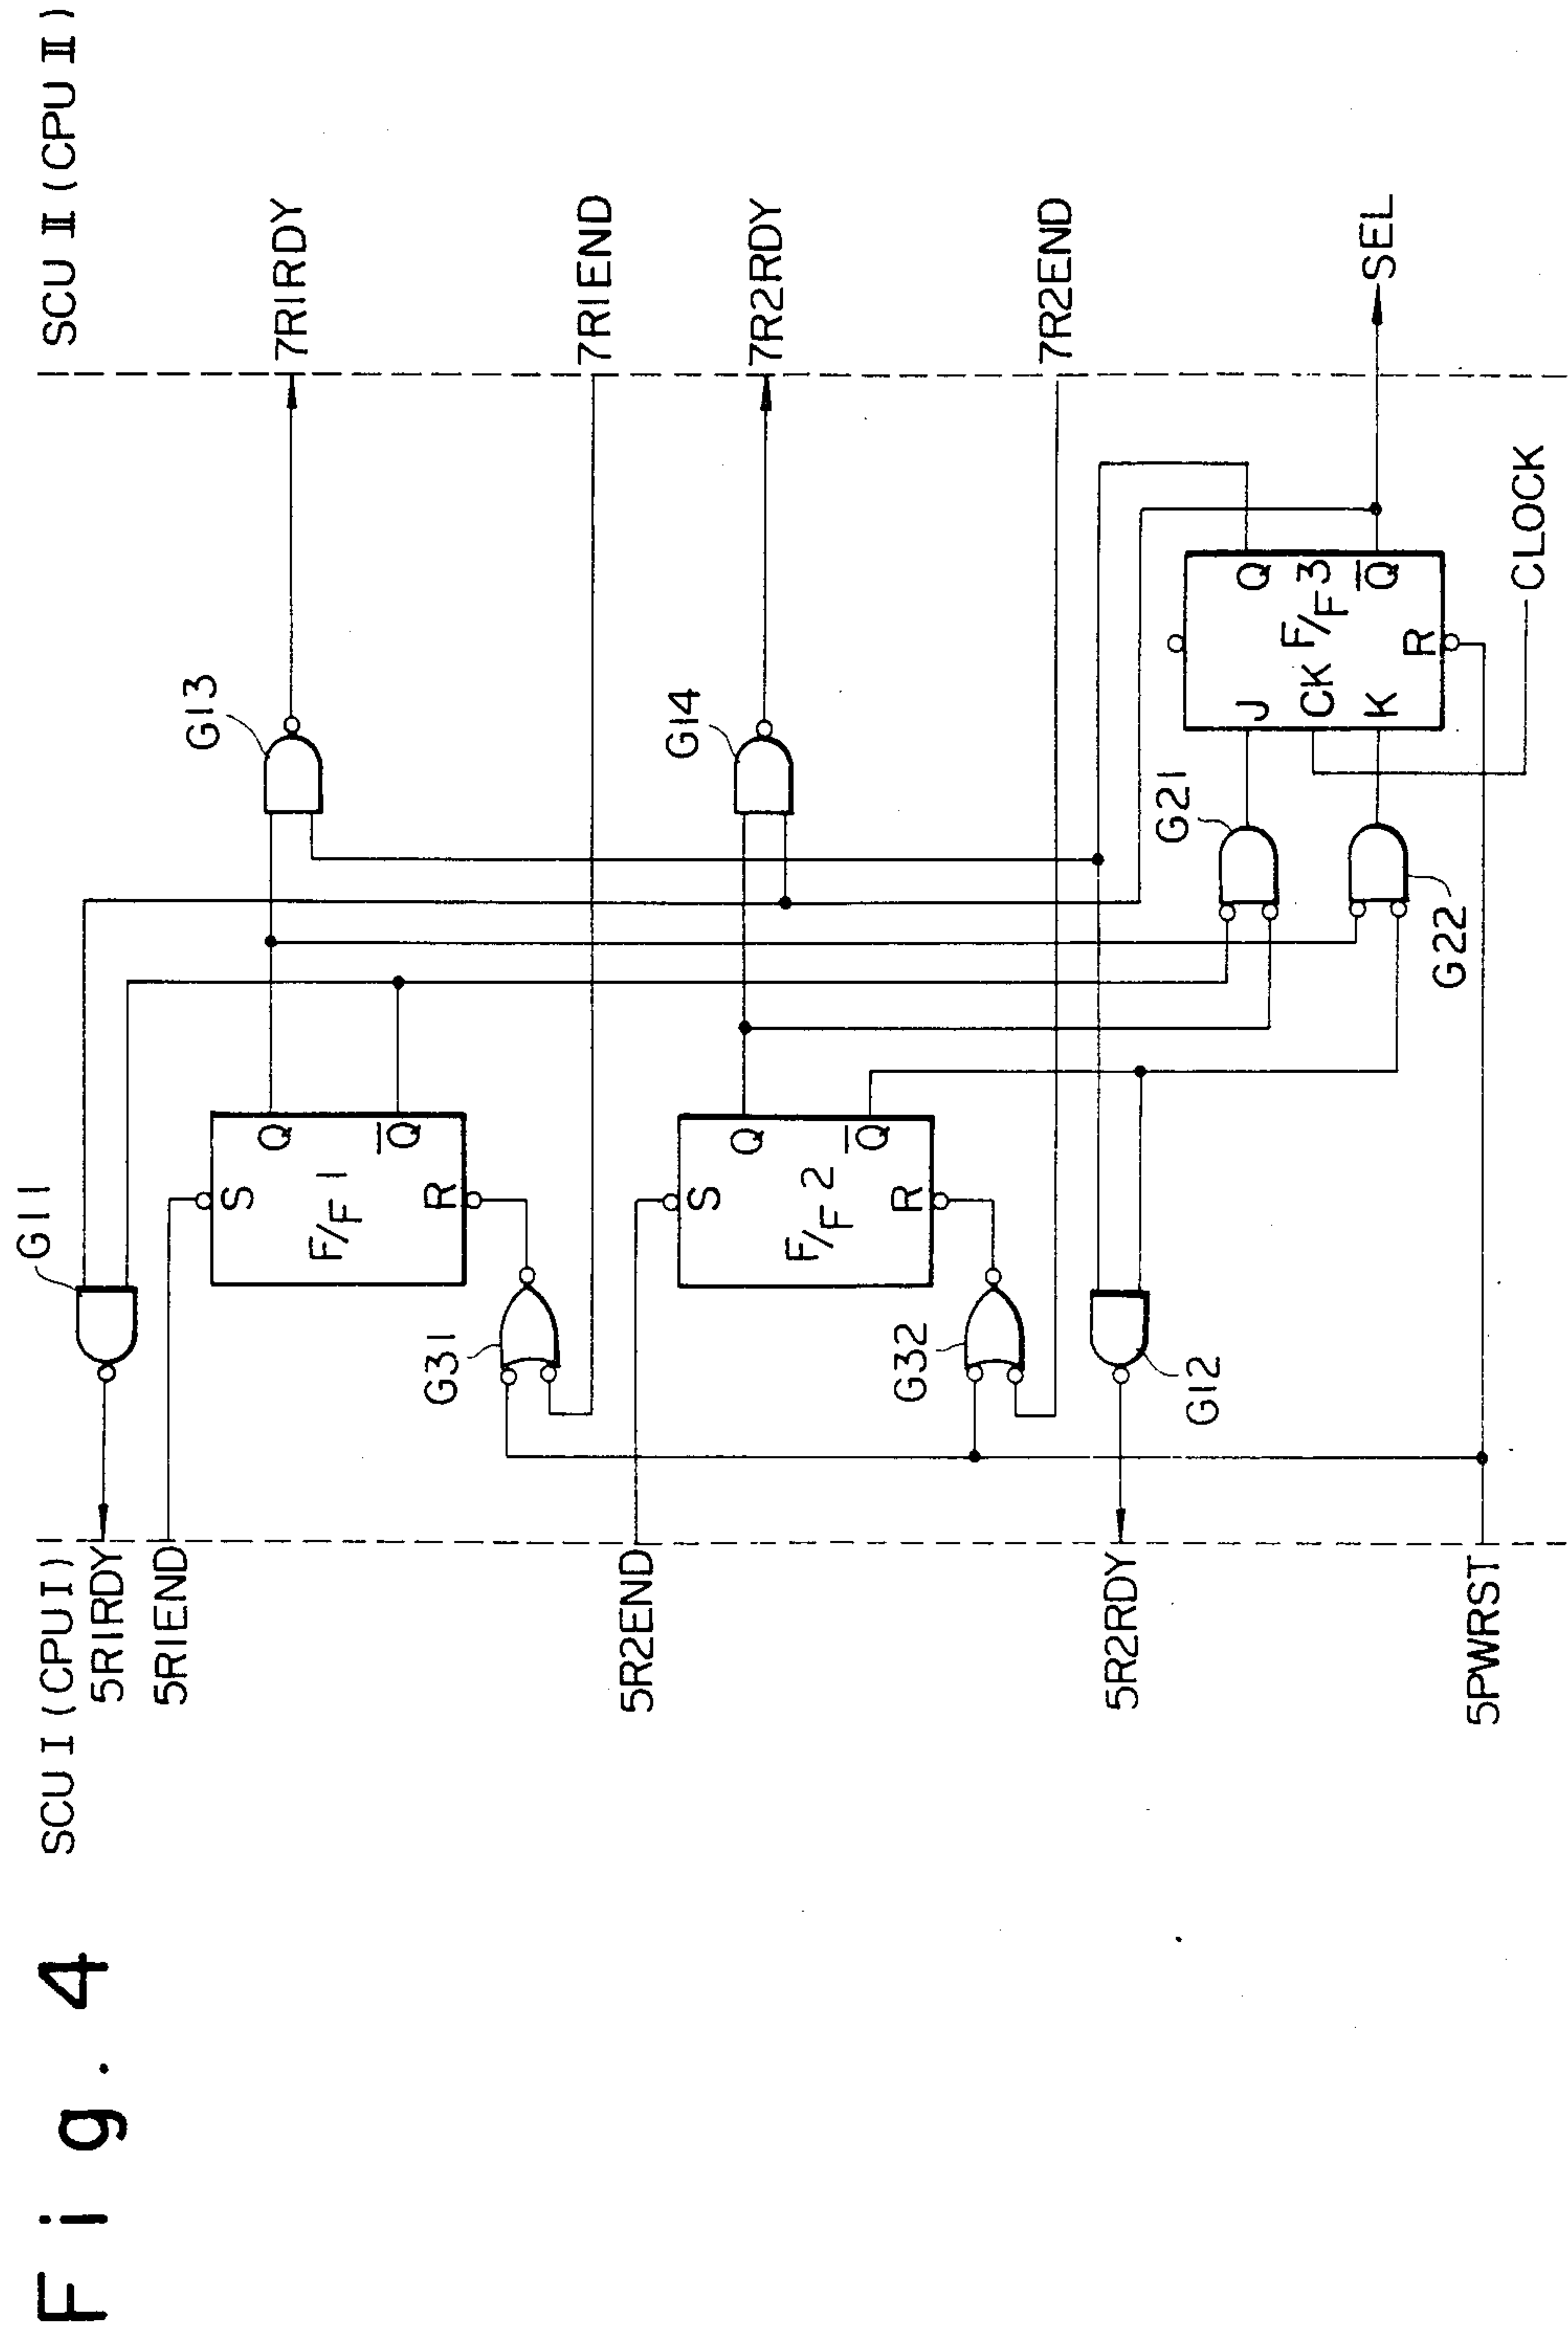 Fig. 4
SCU I (CPU I)
SCU II (CPU II)
5R1RDY
5R1END
G11
G13
7R1RDY
S
Q
F/F 1
Q̅
R
G31
7R1END
5R2END
G14
7R2RDY
S
Q
F/F 2
Q̅
R
G32
7R2END
5R2RDY
G12
G21
J
Q
CK
F/F 3
K
Q̅
R
SEL
G22
5PWRST
CLOCK